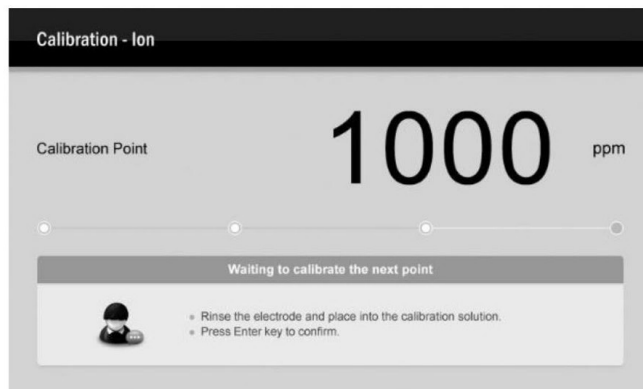 Calibration - Ion
Calibration Point 1000 ppm
Waiting to calibrate the next point
Rinse the electrode and place into the calibration solution.
Press Enter key to confirm.